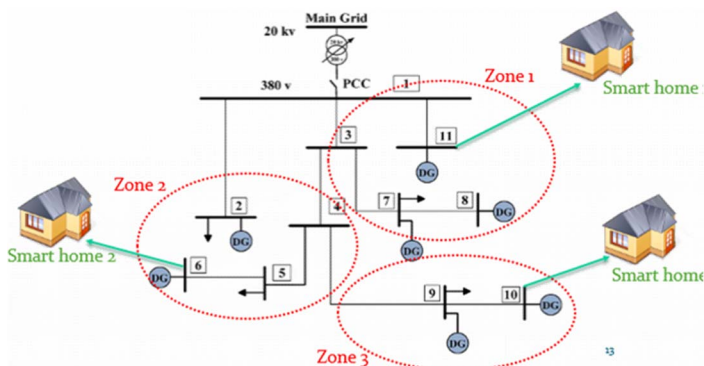 Main Grid
20 kv
380 v
PCC
1
Zone 1
Smart home
3
11
DG
Zone 2
2
4
7
8
DG
DG
DG
Smart home 2
6
5
DG
Smart home
9
10
DG
DG
Zone 3
13